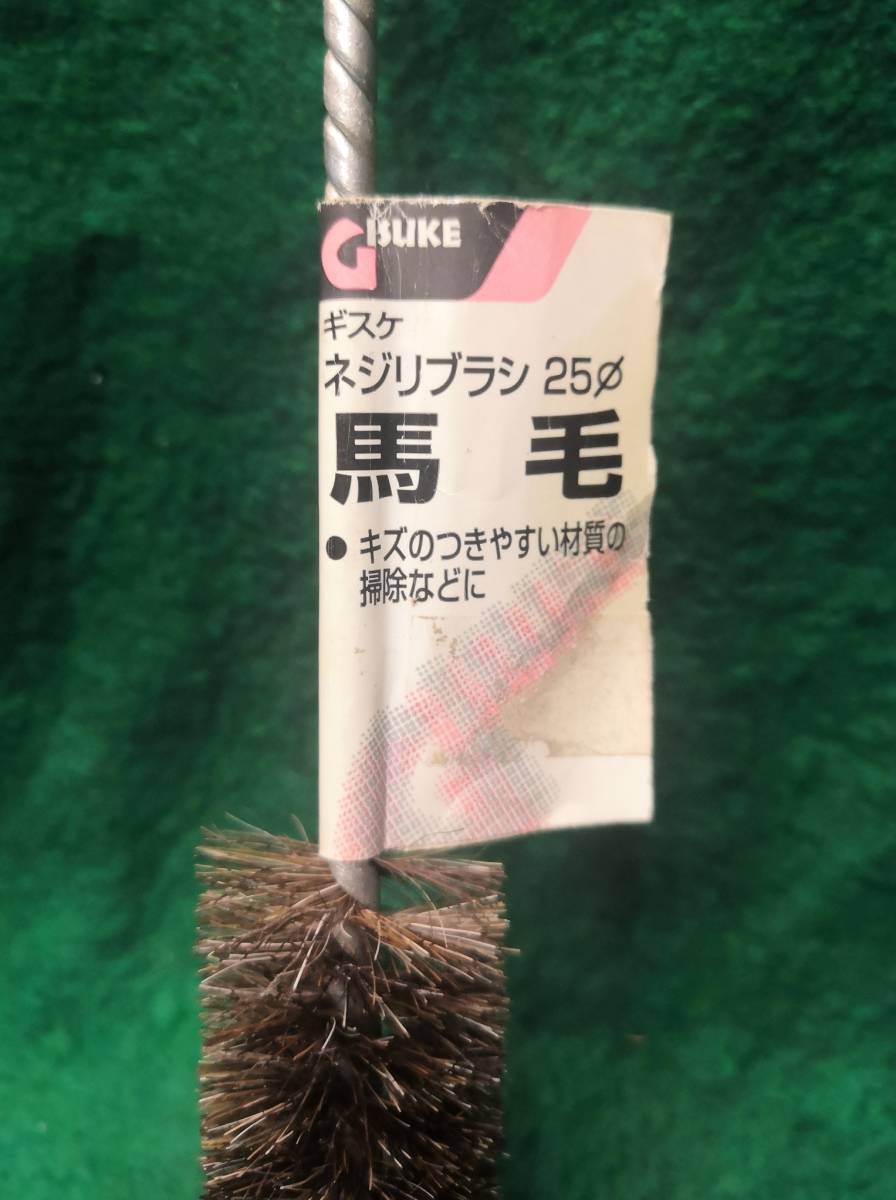 GISUKE
ギスケ
ネジリブラシ 25φ
馬毛
● キズのつきやすい材質の
掃除などに